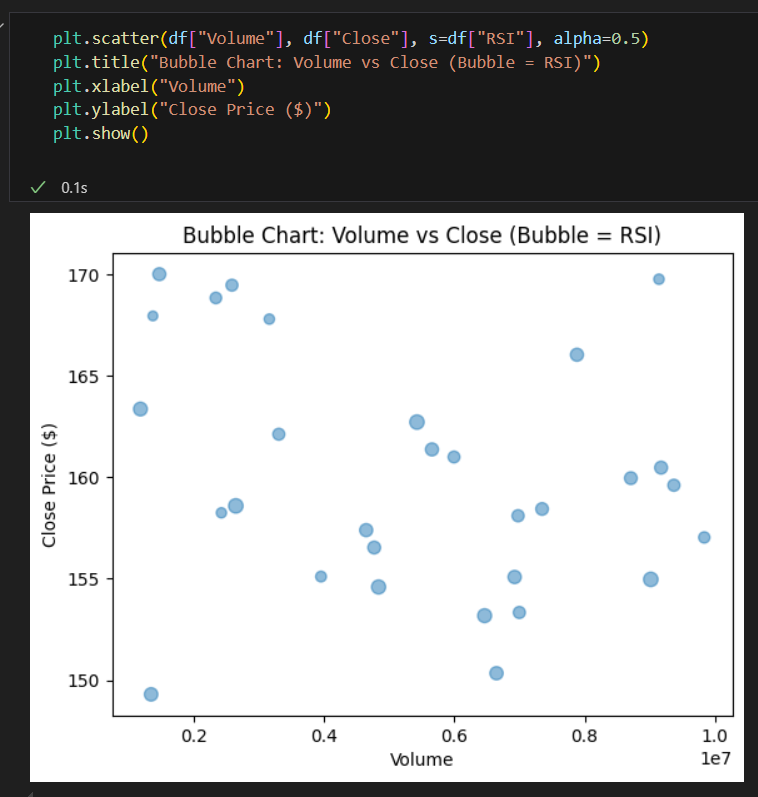 plt.scatter(df["Volume"], df["Close"], s=df["RSI"], alpha=0.5)
plt.title("Bubble Chart: Volume vs Close (Bubble = RSI)")
plt.xlabel("Volume")
plt.ylabel("Close Price ($)")
plt.show()
0.1s
Bubble Chart: Volume vs Close (Bubble = RSI)
170
165
160
155
150
Close Price ($)
0.2 0.4 0.6 0.8 1.0
1e7
Volume